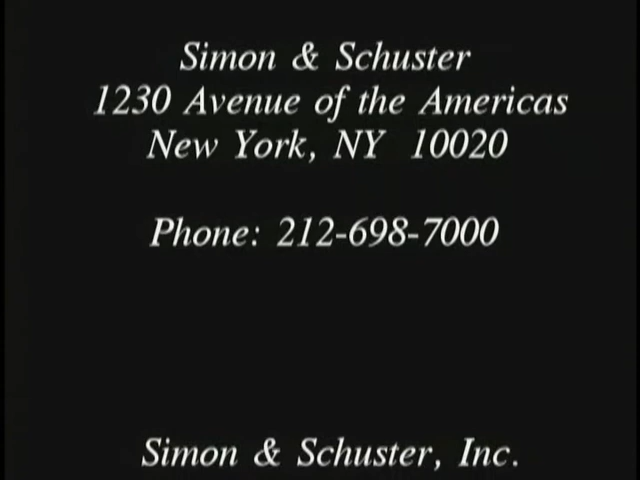 Simon & Schuster
1230 Avenue of the Americas
New York, NY 10020
Phone: 212-698-7000
Simon & Schuster, Inc.